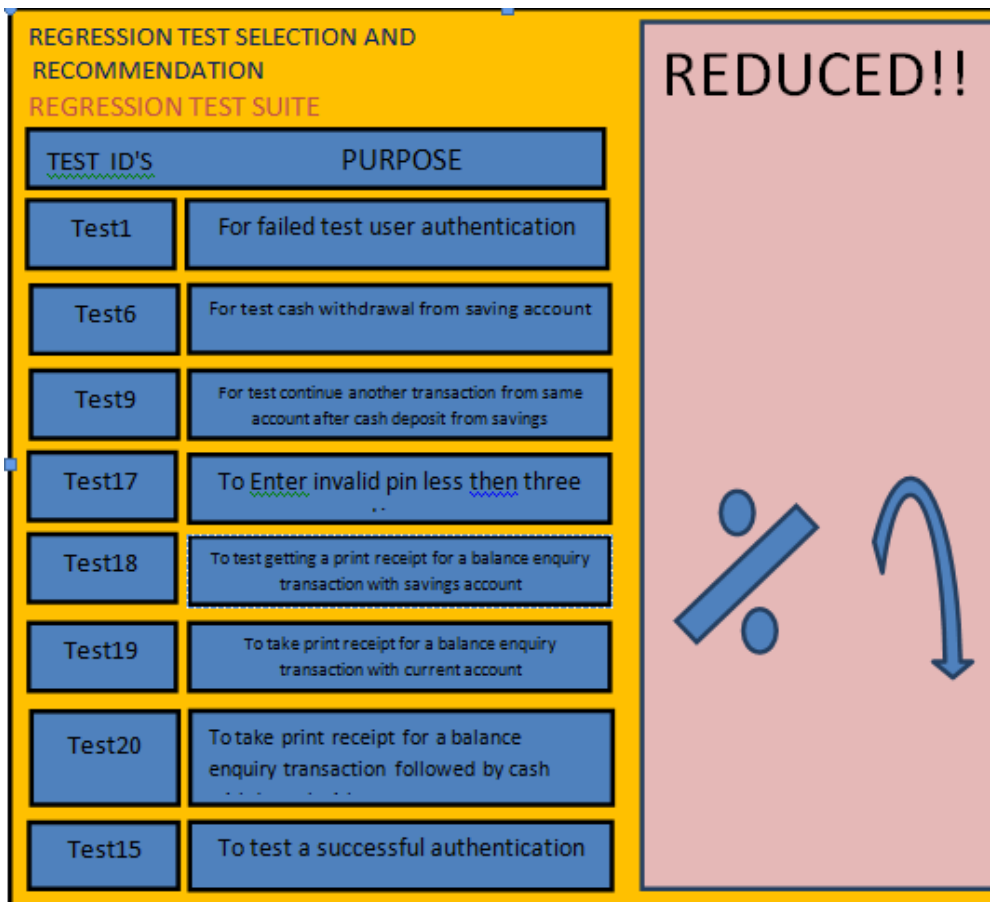 REGRESSION TEST SELECTION AND
RECOMMENDATION
REGRESSION TEST SUITE
REDUCED!!
TEST ID'S PURPOSE
Test1 For failed test user authentication
Test6 For test cash withdrawal from saving account
Test9 For test continue another transaction from same
account after cash deposit from savings
Test17 To Enter invalid pin less then three
Test18 To test getting a print receipt for a balance enquiry
transaction with savings account
Test19 To take print receipt for a balance enquiry
transaction with current account
Test20 To take print receipt for a balance
enquiry transaction followed by cash
Test15 To test a successful authentication